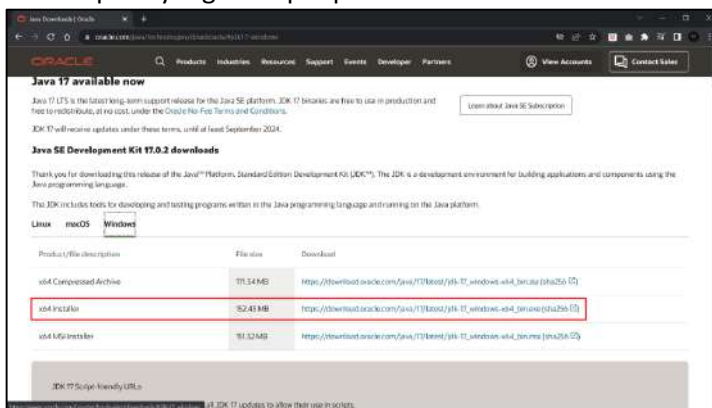 Java Downloads | Oracle
ORACLE
Products Industries Resources Support Events Developer Partners
View Accounts
Contact Sales
Java 17 available now
Java 17 LTS is the latest long-term support release for the Java SE platform. JDK 17 binaries are free to use in production and
free to redistribute, at no cost, under the Oracle No-Fee Terms and Conditions.
Learn about Java SE Subscription
JDK 17 will receive updates under these terms, until at least September 2024.
Java SE Development Kit 17.0.2 downloads
Thank you for downloading this release of the Java™ Platform, Standard Edition Development Kit (JDK™). The JDK is a development environment for building applications and components using the
Java programming language.
The JDK includes tools for developing and testing programs written in the Java programming language and running on the Java platform.
Linux macOS Windows
Product/file description File size Download
x64 Compressed Archive 171.34 MB https://download.oracle.com/java/17/latest/jdk-17_windows-x64_bin.zip (sha256)
x64 Installer 152.43 MB https://download.oracle.com/java/17/latest/jdk-17_windows-x64_bin.exe (sha256)
x64 MSI Installer 151.32 MB https://download.oracle.com/java/17/latest/jdk-17_windows-x64_bin.msi (sha256)
JDK 17 Script-friendly URLs
all JDK 17 updates to allow their use in scripts.